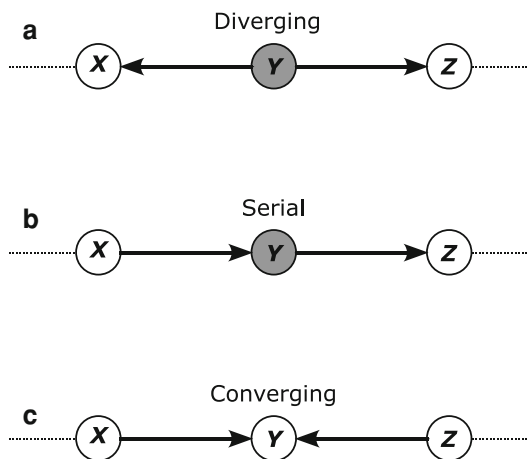 Diverging
a
X Y Z
Serial
b
X Y Z
Converging
c
X Y Z